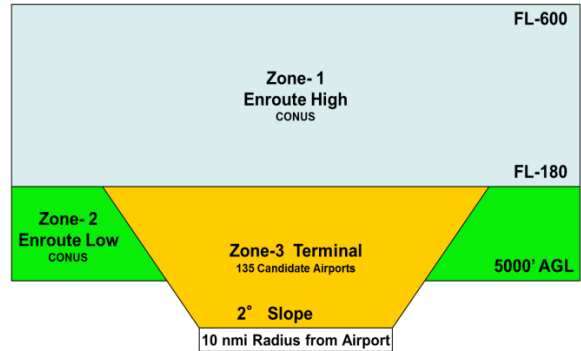 FL-600
Zone- 1
Enroute High
CONUS
FL-180
Zone- 2
Enroute Low
CONUS
Zone-3  Terminal
135 Candidate Airports
5000’ AGL
2°  Slope
10 nmi Radius from Airport